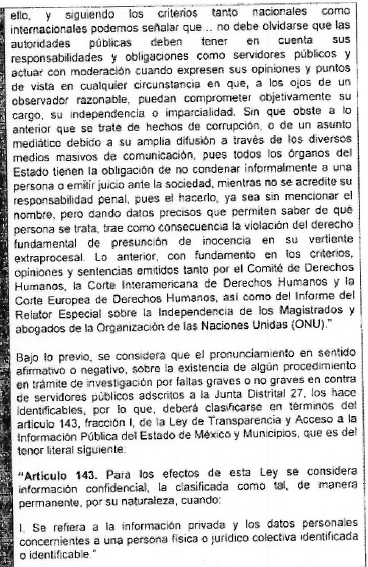 ello, y siguiendo los criterios tanto nacionales como
internacionales podemos señalar que... no debe olvidarse que las
autoridades públicas deben tener en cuenta sus
responsabilidades y obligaciones como servidores públicos y
actuar con moderación cuando expresen sus opiniones y puntos
de vista en cualquier circunstancia en que, a los ojos de un
observador razonable, puedan comprometer objetivamente su
cargo, su independencia o imparcialidad. Sin que obste a lo
anterior que se trate de hechos de corrupción, o de un asunto
mediático debido a su amplia difusión a través de los diversos
medios masivos de comunicación, pues todos los órganos del
Estado tienen la obligación de no condenar informalmente a una
persona o emitir juicio ante la sociedad, mientras no se acredite su
responsabilidad penal, pues el hacerlo, ya sea sin mencionar el
nombre, pero dando datos precisos que permiten saber de qué
persona se trata, trae como consecuencia la violación del derecho
fundamental de presunción de inocencia en su vertiente
extraprocesal. Lo anterior, con fundamento en los criterios,
opiniones y sentencias emitidos tanto por el Comité de Derechos
Humanos, la Corte Interamericana de Derechos Humanos y la
Corte Europea de Derechos Humanos, así como del Informe del
Relator Especial sobre la Independencia de los Magistrados y
abogados de la Organización de las Naciones Unidas (ONU)."
Bajo lo previo, se considera que el pronunciamiento en sentido
afirmativo o negativo, sobre la existencia de algún procedimiento
en trámite de investigación por faltas graves o no graves en contra
de servidores públicos adscritos a la Junta Distrital 27, los hace
identificables, por lo que, deberá clasificarse en términos del
artículo 143, fracción I, de la Ley de Transparencia y Acceso a la
Información Pública del Estado de México y Municipios, que es del
tenor literal siguiente:
"Artículo 143. Para los efectos de esta Ley se considera
información confidencial, la clasificada como tal, de manera
permanente, por su naturaleza, cuando:
I. Se refiera a la información privada y los datos personales
concernientes a una persona física o jurídico colectiva identificada
o identificable."